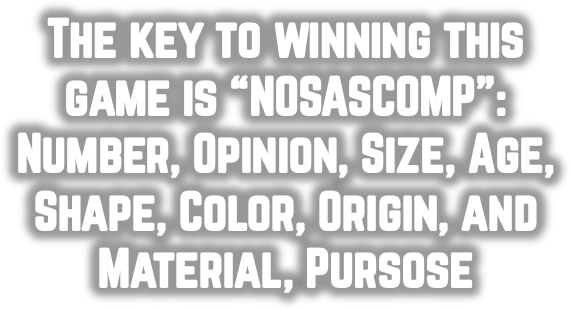 The key to winning this
game is “NOSASCOMP”:
Number, Opinion, Size, Age,
Shape, Color, Origin, and
Material, Pursose